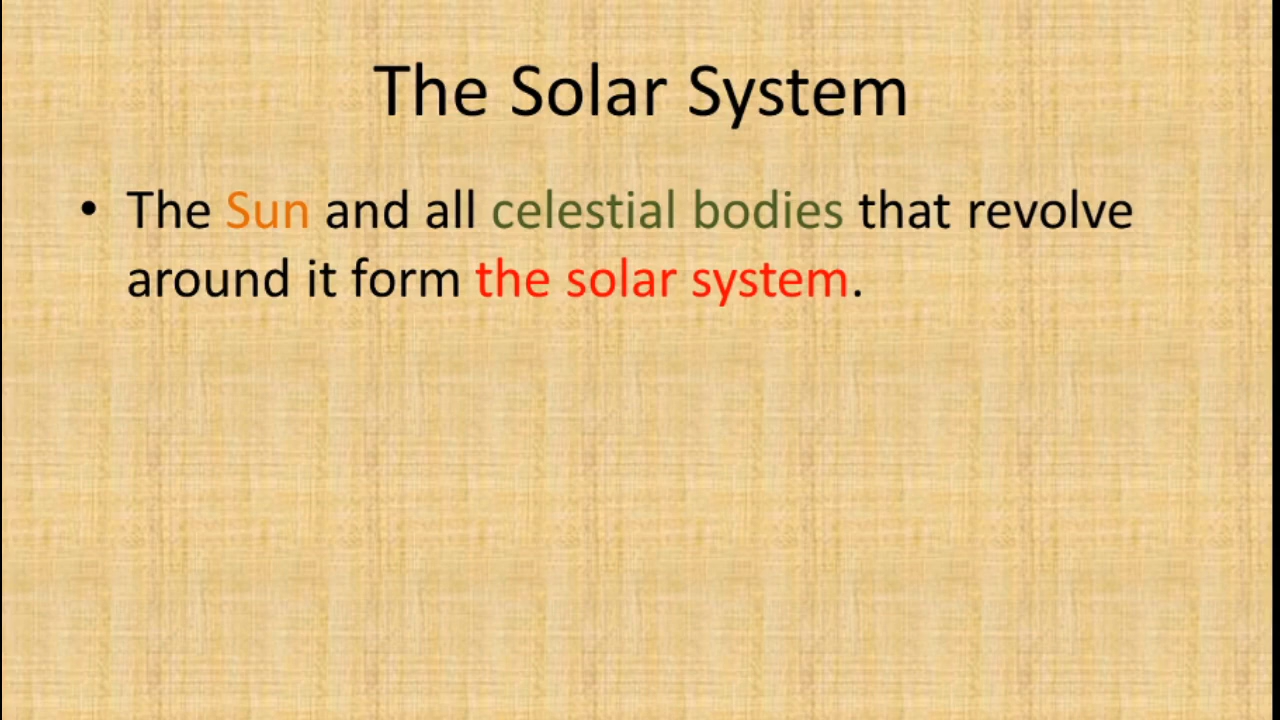 The Solar System
• The Sun and all celestial bodies that revolve
around it form the solar system.